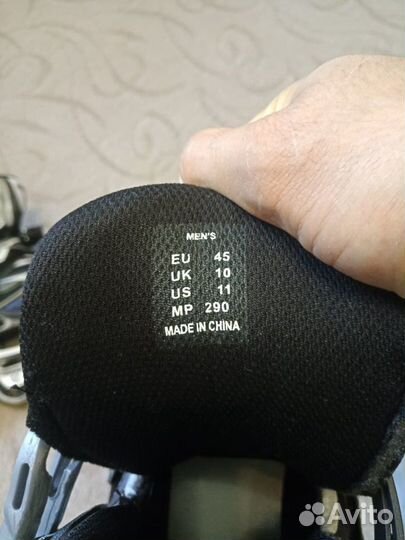 MEN'S
EU 45
UK 10
US 11
MP 290
MADE IN CHINA
Avito